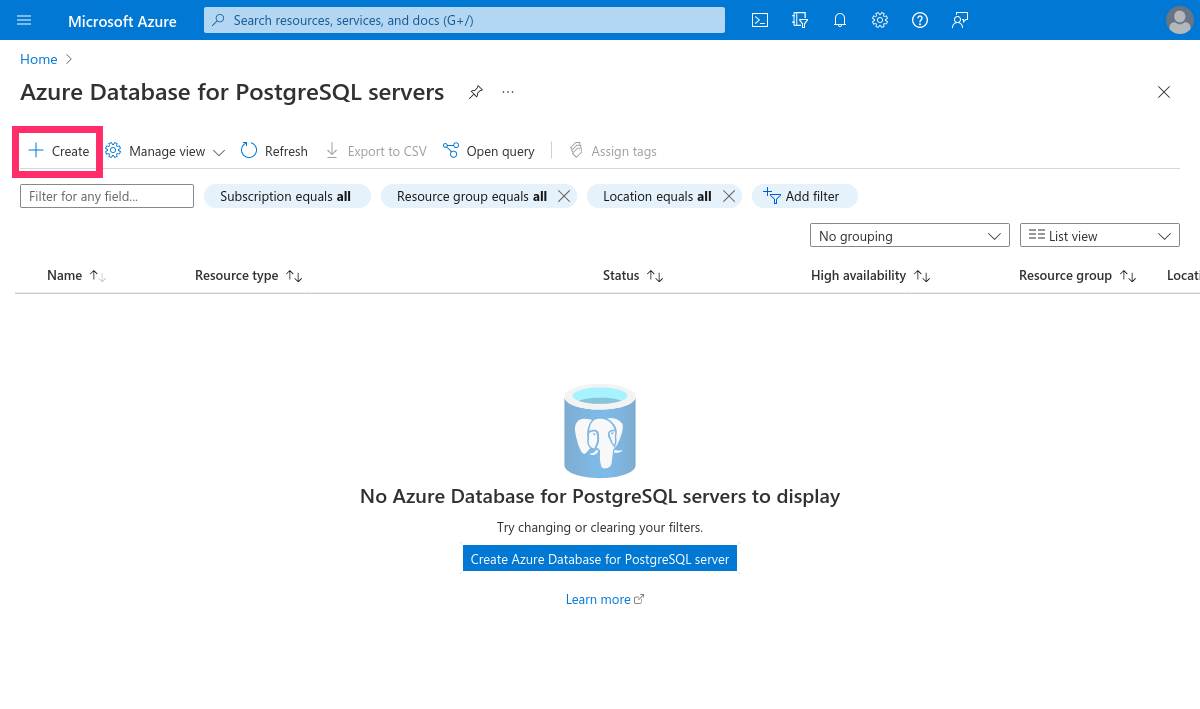 Microsoft Azure Search resources, services, and docs (G+/)
Home
Azure Database for PostgreSQL servers ...
Create Manage view Refresh Export to CSV Open query Assign tags
Filter for any field... Subscription equals all Resource group equals all Location equals all Add filter
No grouping List view
Name Resource type Status High availability Resource group Locati
No Azure Database for PostgreSQL servers to display
Try changing or clearing your filters.
Create Azure Database for PostgreSQL server
Learn more